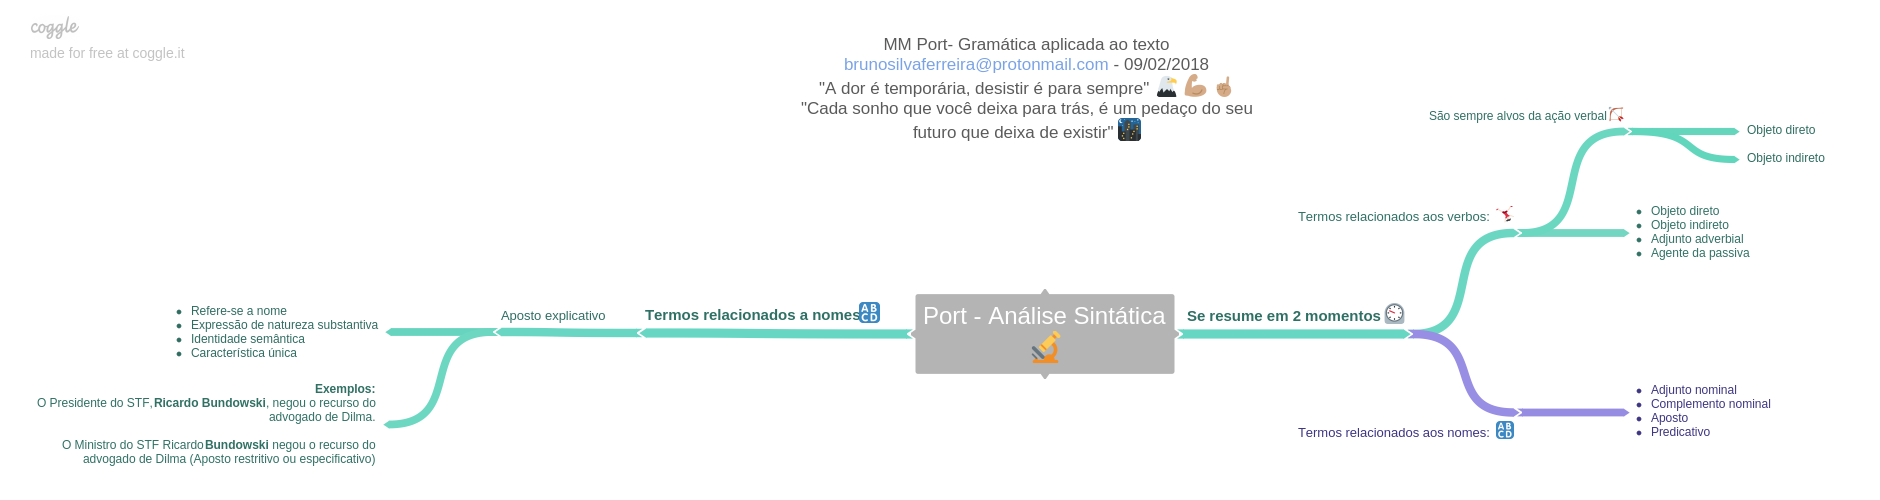 coggle
made for free at coggle.it
MM Port- Gramática aplicada ao texto
brunosilvaferreira@protonmail.com - 09/02/2018
"A dor é temporária, desistir é para sempre"
"Cada sonho que você deixa para trás, é um pedaço do seu
futuro que deixa de existir"
Port - Análise Sintática
Se resume em 2 momentos
Termos relacionados aos verbos:
São sempre alvos da ação verbal
Objeto direto
Objeto indireto
Objeto direto
Objeto indireto
Adjunto adverbial
Agente da passiva
Termos relacionados aos nomes:
Adjunto nominal
Complemento nominal
Aposto
Predicativo
Termos relacionados a nomes
Aposto explicativo
Refere-se a nome
Expressão de natureza substantiva
Identidade semântica
Característica única
Exemplos:
O Presidente do STF, Ricardo Bundowski, negou o recurso do
advogado de Dilma.
O Ministro do STF Ricardo Bundowski negou o recurso do
advogado de Dilma (Aposto restritivo ou especificativo)